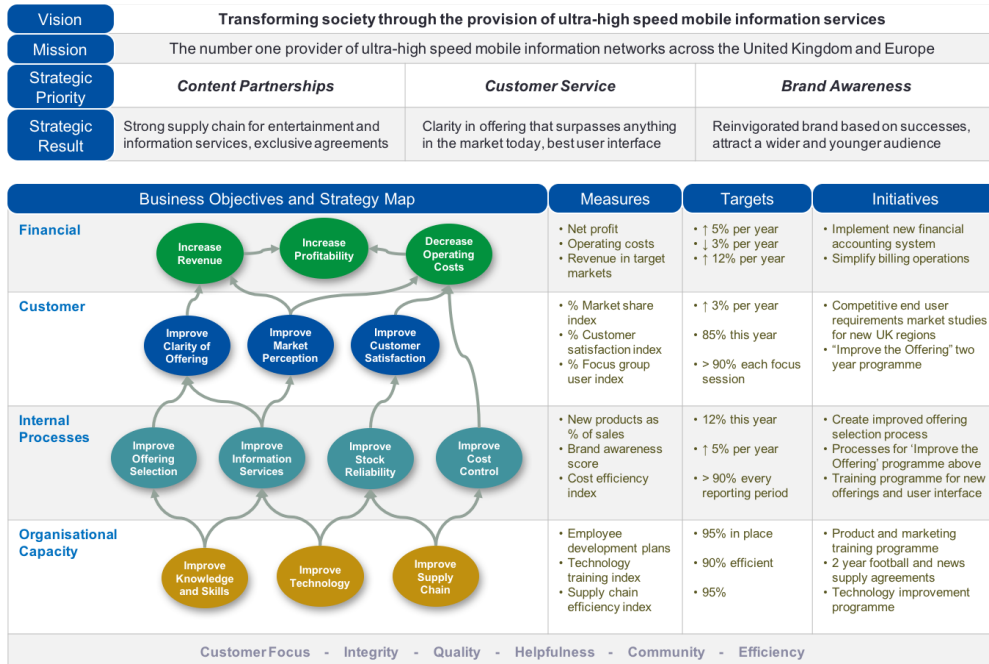 Vision
Transforming society through the provision of ultra-high speed mobile information services
Mission
The number one provider of ultra-high speed mobile information networks across the United Kingdom and Europe
Strategic
Priority
Content Partnerships
Customer Service
Brand Awareness
Strategic
Result
Strong supply chain for entertainment and
information services, exclusive agreements
Clarity in offering that surpasses anything
in the market today, best user interface
Reinvigorated brand based on successes,
attract a wider and younger audience
Business Objectives and Strategy Map
Measures
Targets
Initiatives
Financial
Increase
Revenue
Increase
Profitability
Decrease
Operating
Costs
• Net profit
• Operating costs
• Revenue in target
markets
• ↑ 5% per year
• ↓ 3% per year
• ↑ 12% per year
• Implement new financial
accounting system
• Simplify billing operations
Customer
Improve
Clarity of
Offering
Improve
Market
Perception
Improve
Customer
Satisfaction
• % Market share
index
• % Customer
satisfaction index
• % Focus group
user index
• ↑ 3% per year
• 85% this year
• > 90% each focus
session
• Competitive end user
requirements market studies
for new UK regions
• “Improve the Offering” two
year programme
Internal
Processes
Improve
Offering
Selection
Improve
Information
Services
Improve
Stock
Reliability
Improve
Cost
Control
• New products as
% of sales
• Brand awareness
score
• Cost efficiency
index
• 12% this year
• ↑ 5% per year
• > 90% every
reporting period
• Create improved offering
selection process
• Processes for ‘Improve the
Offering’ programme above
• Training programme for new
offerings and user interface
Organisational
Capacity
Improve
Knowledge
and Skills
Improve
Technology
Improve
Supply
Chain
• Employee
development plans
• Technology
training index
• Supply chain
efficiency index
• 95% in place
• 90% efficient
• 95%
• Product and marketing
training programme
• 2 year football and news
supply agreements
• Technology improvement
programme
Customer Focus - Integrity - Quality - Helpfulness - Community - Efficiency